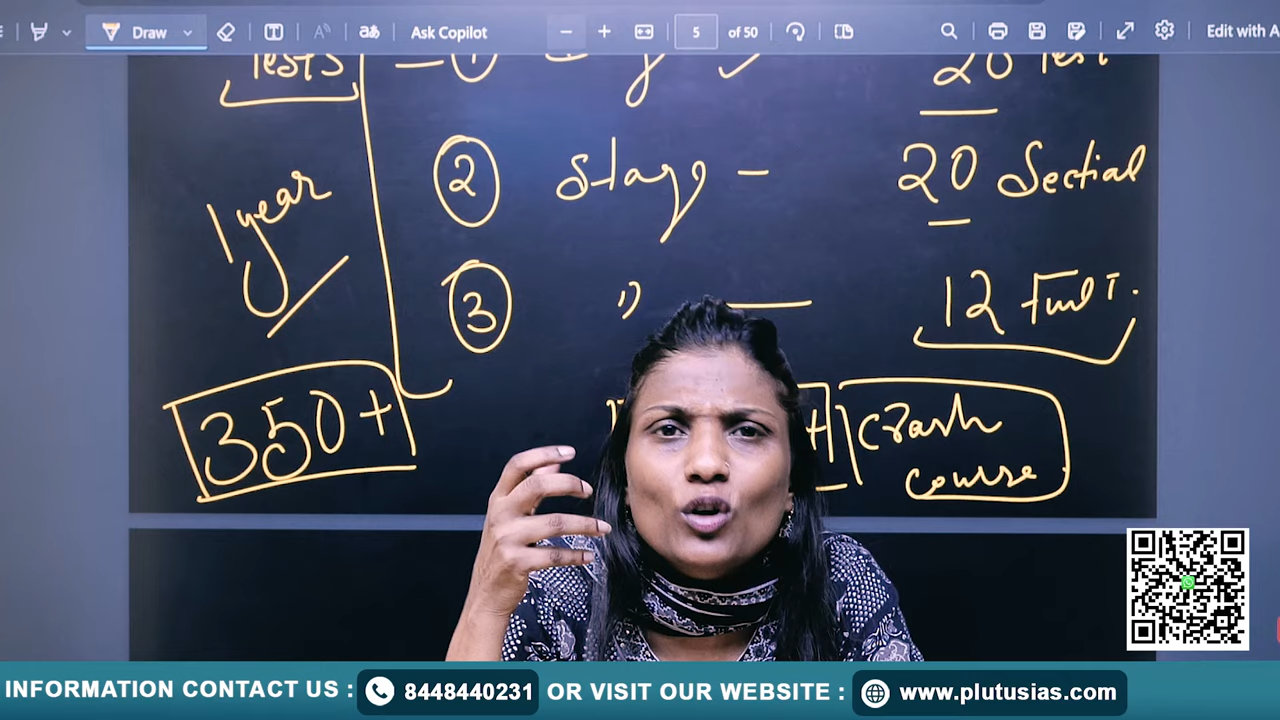 Draw
Ask Copilot
5 of 50
Edit with A
Tests
1
20 Test
1 year
2 Stage - 20 Sectial
3 " — 12 Full T.
350+
+ Crash
course
INFORMATION CONTACT US : 8448440231 OR VISIT OUR WEBSITE : www.plutusias.com